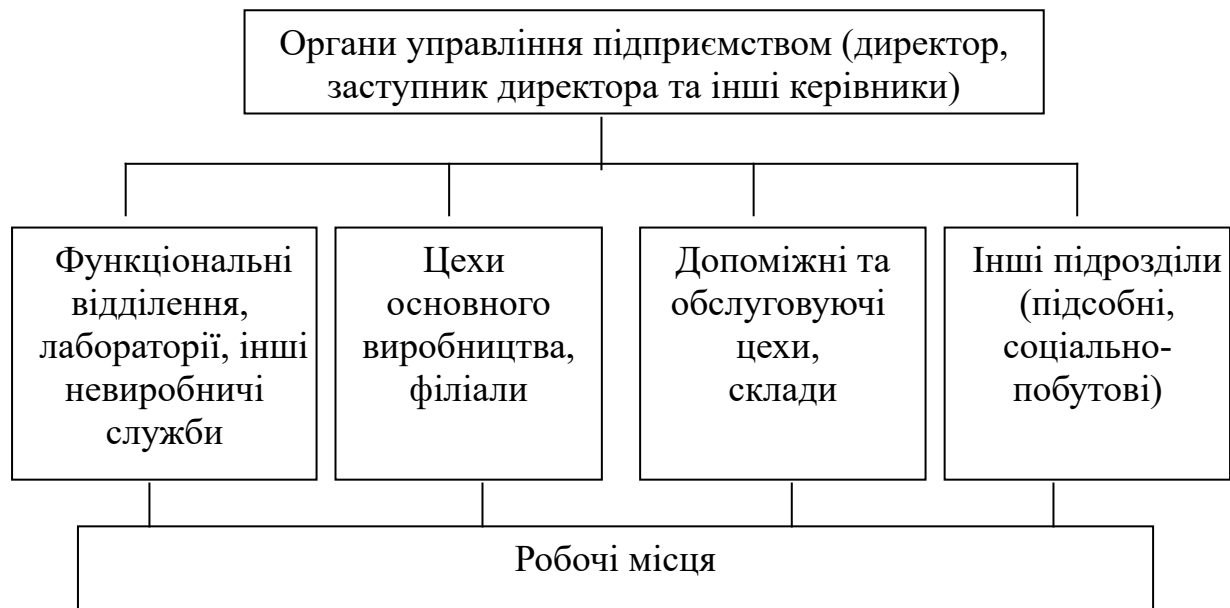 Органи управління підприємством (директор,
заступник директора та інші керівники)
Функціональні
відділення,
лабораторії, інші
невиробничі
служби
Цехи
основного
виробництва,
філіали
Допоміжні та
обслуговуючі
цехи,
склади
Інші підрозділи
(підсобні,
соціально-
побутові)
Робочі місця